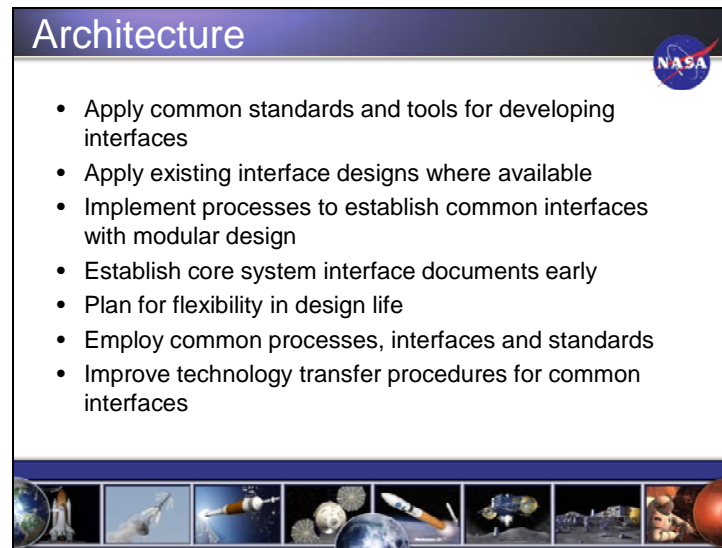 Architecture
NASA
• Apply common standards and tools for developing
interfaces
• Apply existing interface designs where available
• Implement processes to establish common interfaces
with modular design
• Establish core system interface documents early
• Plan for flexibility in design life
• Employ common processes, interfaces and standards
• Improve technology transfer procedures for common
interfaces